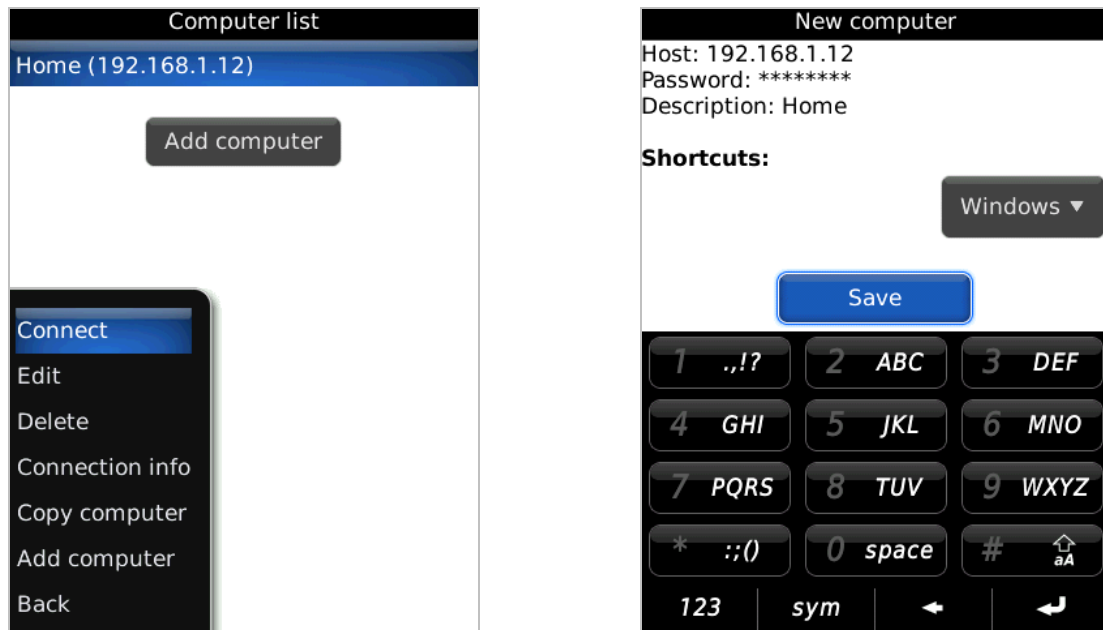 Computer list
Home (192.168.1.12)
Add computer
Connect
Edit
Delete
Connection info
Copy computer
Add computer
Back
New computer
Host: 192.168.1.12
Password: ********
Description: Home
Shortcuts:
Windows ▼
Save
1 .,!? 2 ABC 3 DEF
4 GHI 5 JKL 6 MNO
7 PQRS 8 TUV 9 WXYZ
* :;() 0 space # aA
123 sym